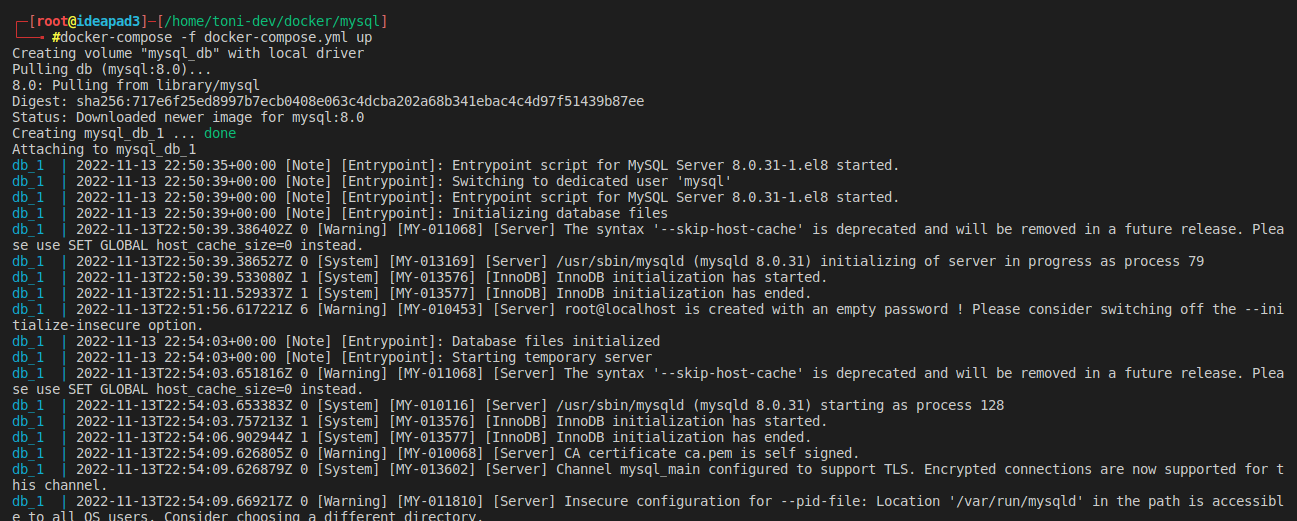 ┌─[root@ideapad3]─[/home/toni-dev/docker/mysql]
└──╼ #docker-compose -f docker-compose.yml up
Creating volume "mysql_db" with local driver
Pulling db (mysql:8.0)...
8.0: Pulling from library/mysql
Digest: sha256:717e6f25ed8997b7ecb0408e063c4dcba202a68b341ebac4c4d97f51439b87ee
Status: Downloaded newer image for mysql:8.0
Creating mysql_db_1 ... done
Attaching to mysql_db_1
db_1  | 2022-11-13 22:50:35+00:00 [Note] [Entrypoint]: Entrypoint script for MySQL Server 8.0.31-1.el8 started.
db_1  | 2022-11-13 22:50:39+00:00 [Note] [Entrypoint]: Switching to dedicated user 'mysql'
db_1  | 2022-11-13 22:50:39+00:00 [Note] [Entrypoint]: Entrypoint script for MySQL Server 8.0.31-1.el8 started.
db_1  | 2022-11-13 22:50:39+00:00 [Note] [Entrypoint]: Initializing database files
db_1  | 2022-11-13T22:50:39.386402Z 0 [Warning] [MY-011068] [Server] The syntax '--skip-host-cache' is deprecated and will be removed in a future release. Plea
se use SET GLOBAL host_cache_size=0 instead.
db_1  | 2022-11-13T22:50:39.386527Z 0 [System] [MY-013169] [Server] /usr/sbin/mysqld (mysqld 8.0.31) initializing of server in progress as process 79
db_1  | 2022-11-13T22:50:39.533080Z 1 [System] [MY-013576] [InnoDB] InnoDB initialization has started.
db_1  | 2022-11-13T22:51:11.529337Z 1 [System] [MY-013577] [InnoDB] InnoDB initialization has ended.
db_1  | 2022-11-13T22:51:56.617221Z 6 [Warning] [MY-010453] [Server] root@localhost is created with an empty password ! Please consider switching off the --ini
tialize-insecure option.
db_1  | 2022-11-13 22:54:03+00:00 [Note] [Entrypoint]: Database files initialized
db_1  | 2022-11-13 22:54:03+00:00 [Note] [Entrypoint]: Starting temporary server
db_1  | 2022-11-13T22:54:03.651816Z 0 [Warning] [MY-011068] [Server] The syntax '--skip-host-cache' is deprecated and will be removed in a future release. Plea
se use SET GLOBAL host_cache_size=0 instead.
db_1  | 2022-11-13T22:54:03.653383Z 0 [System] [MY-010116] [Server] /usr/sbin/mysqld (mysqld 8.0.31) starting as process 128
db_1  | 2022-11-13T22:54:03.757213Z 1 [System] [MY-013576] [InnoDB] InnoDB initialization has started.
db_1  | 2022-11-13T22:54:06.902944Z 1 [System] [MY-013577] [InnoDB] InnoDB initialization has ended.
db_1  | 2022-11-13T22:54:09.626805Z 0 [Warning] [MY-010068] [Server] CA certificate ca.pem is self signed.
db_1  | 2022-11-13T22:54:09.626879Z 0 [System] [MY-013602] [Server] Channel mysql_main configured to support TLS. Encrypted connections are now supported for t
his channel.
db_1  | 2022-11-13T22:54:09.669217Z 0 [Warning] [MY-011810] [Server] Insecure configuration for --pid-file: Location '/var/run/mysqld' in the path is accessibl
e to all OS users. Consider choosing a different directory.